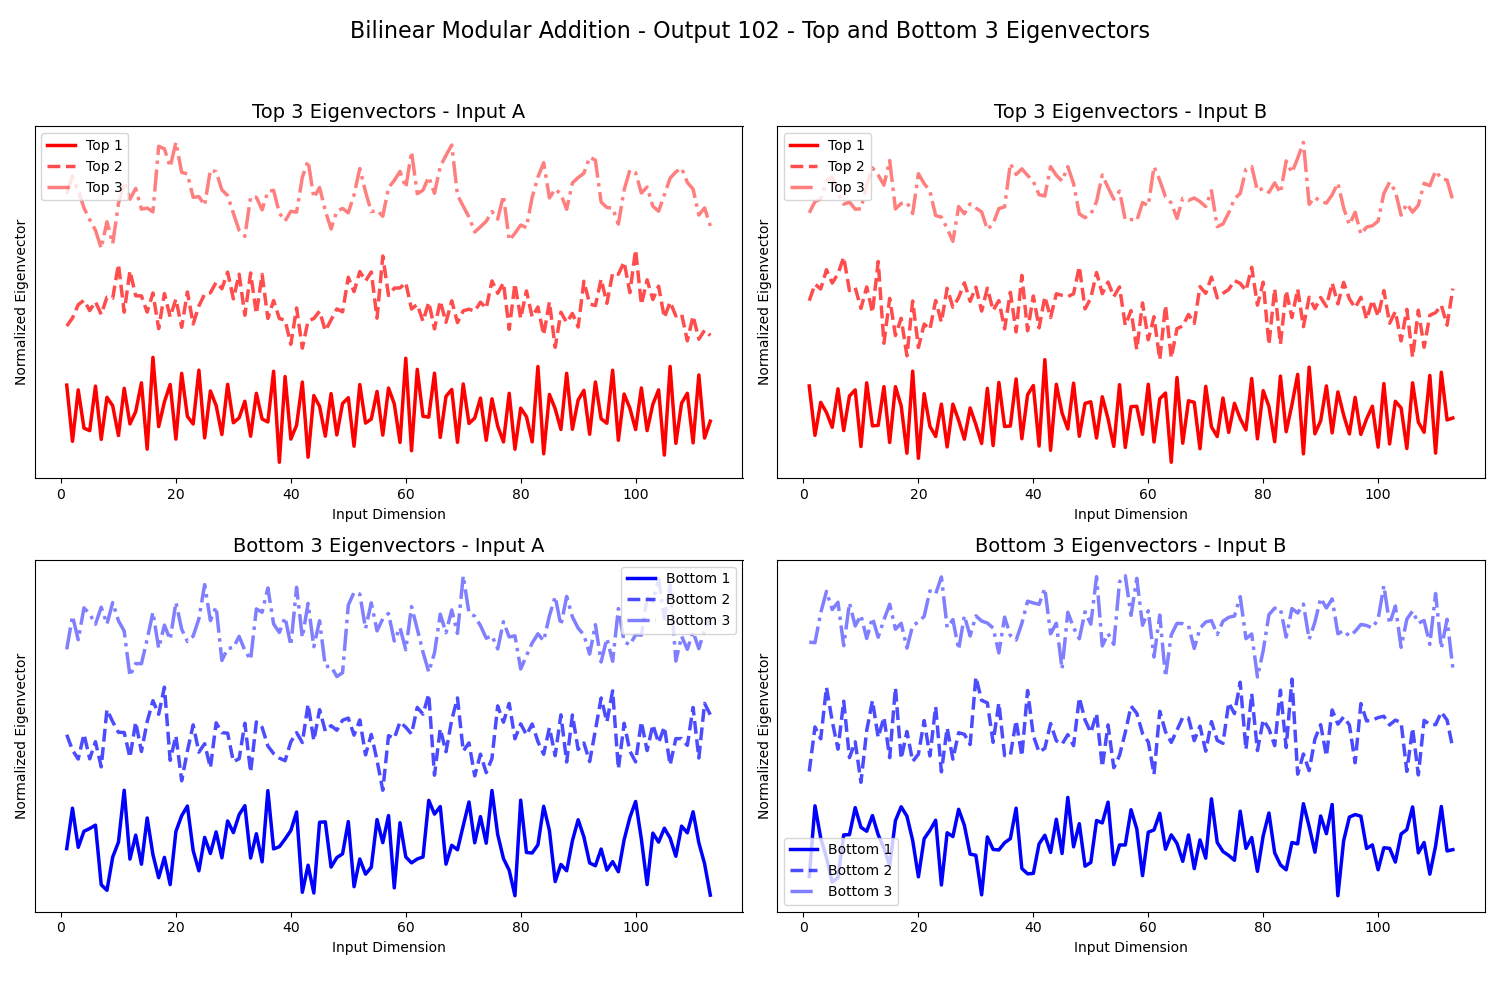 Bilinear Modular Addition - Output 102 - Top and Bottom 3 Eigenvectors
Top 3 Eigenvectors - Input A
Top 1
Top 2
Top 3
Normalized Eigenvector
0 20 40 60 80 100
Input Dimension
Top 3 Eigenvectors - Input B
Top 1
Top 2
Top 3
Normalized Eigenvector
0 20 40 60 80 100
Input Dimension
Bottom 3 Eigenvectors - Input A
Bottom 1
Bottom 2
Bottom 3
Normalized Eigenvector
0 20 40 60 80 100
Input Dimension
Bottom 3 Eigenvectors - Input B
Bottom 1
Bottom 2
Bottom 3
Normalized Eigenvector
0 20 40 60 80 100
Input Dimension